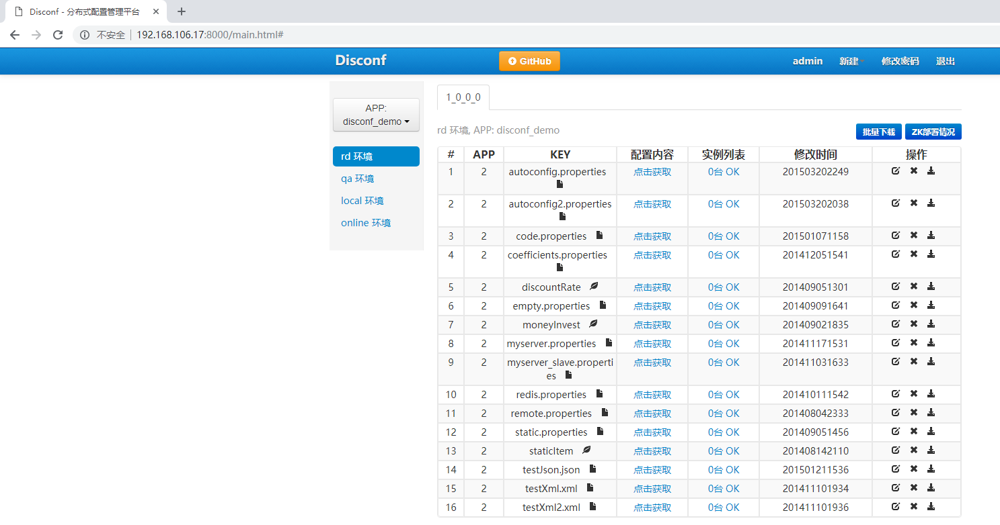 Disconf - 分布式配置管理平台
不安全 192.168.106.17:8000/main.html#
Disconf GitHub admin 新建 修改密码 退出
1_0_0_0
APP:
disconf_demo
rd 环境
qa 环境
local 环境
online 环境
rd 环境, APP: disconf_demo 批量下载 ZK部署情况
# APP KEY 配置内容 实例列表 修改时间 操作
1 2 autoconfig.properties 点击获取 0台 OK 201503202249
2 2 autoconfig2.properties 点击获取 0台 OK 201503202038
3 2 code.properties 点击获取 0台 OK 201501071158
4 2 coefficients.properties 点击获取 0台 OK 201412051541
5 2 discountRate 点击获取 0台 OK 201409051301
6 2 empty.properties 点击获取 0台 OK 201409091641
7 2 moneyInvest 点击获取 0台 OK 201409021835
8 2 myserver.properties 点击获取 0台 OK 201411171531
9 2 myserver_slave.properti 点击获取 0台 OK 201411031633
es
10 2 redis.properties 点击获取 0台 OK 201410111542
11 2 remote.properties 点击获取 0台 OK 201408042333
12 2 static.properties 点击获取 0台 OK 201409051456
13 2 staticItem 点击获取 0台 OK 201408142110
14 2 testJson.json 点击获取 0台 OK 201501211536
15 2 testXml.xml 点击获取 0台 OK 201411101934
16 2 testXml2.xml 点击获取 0台 OK 201411101936